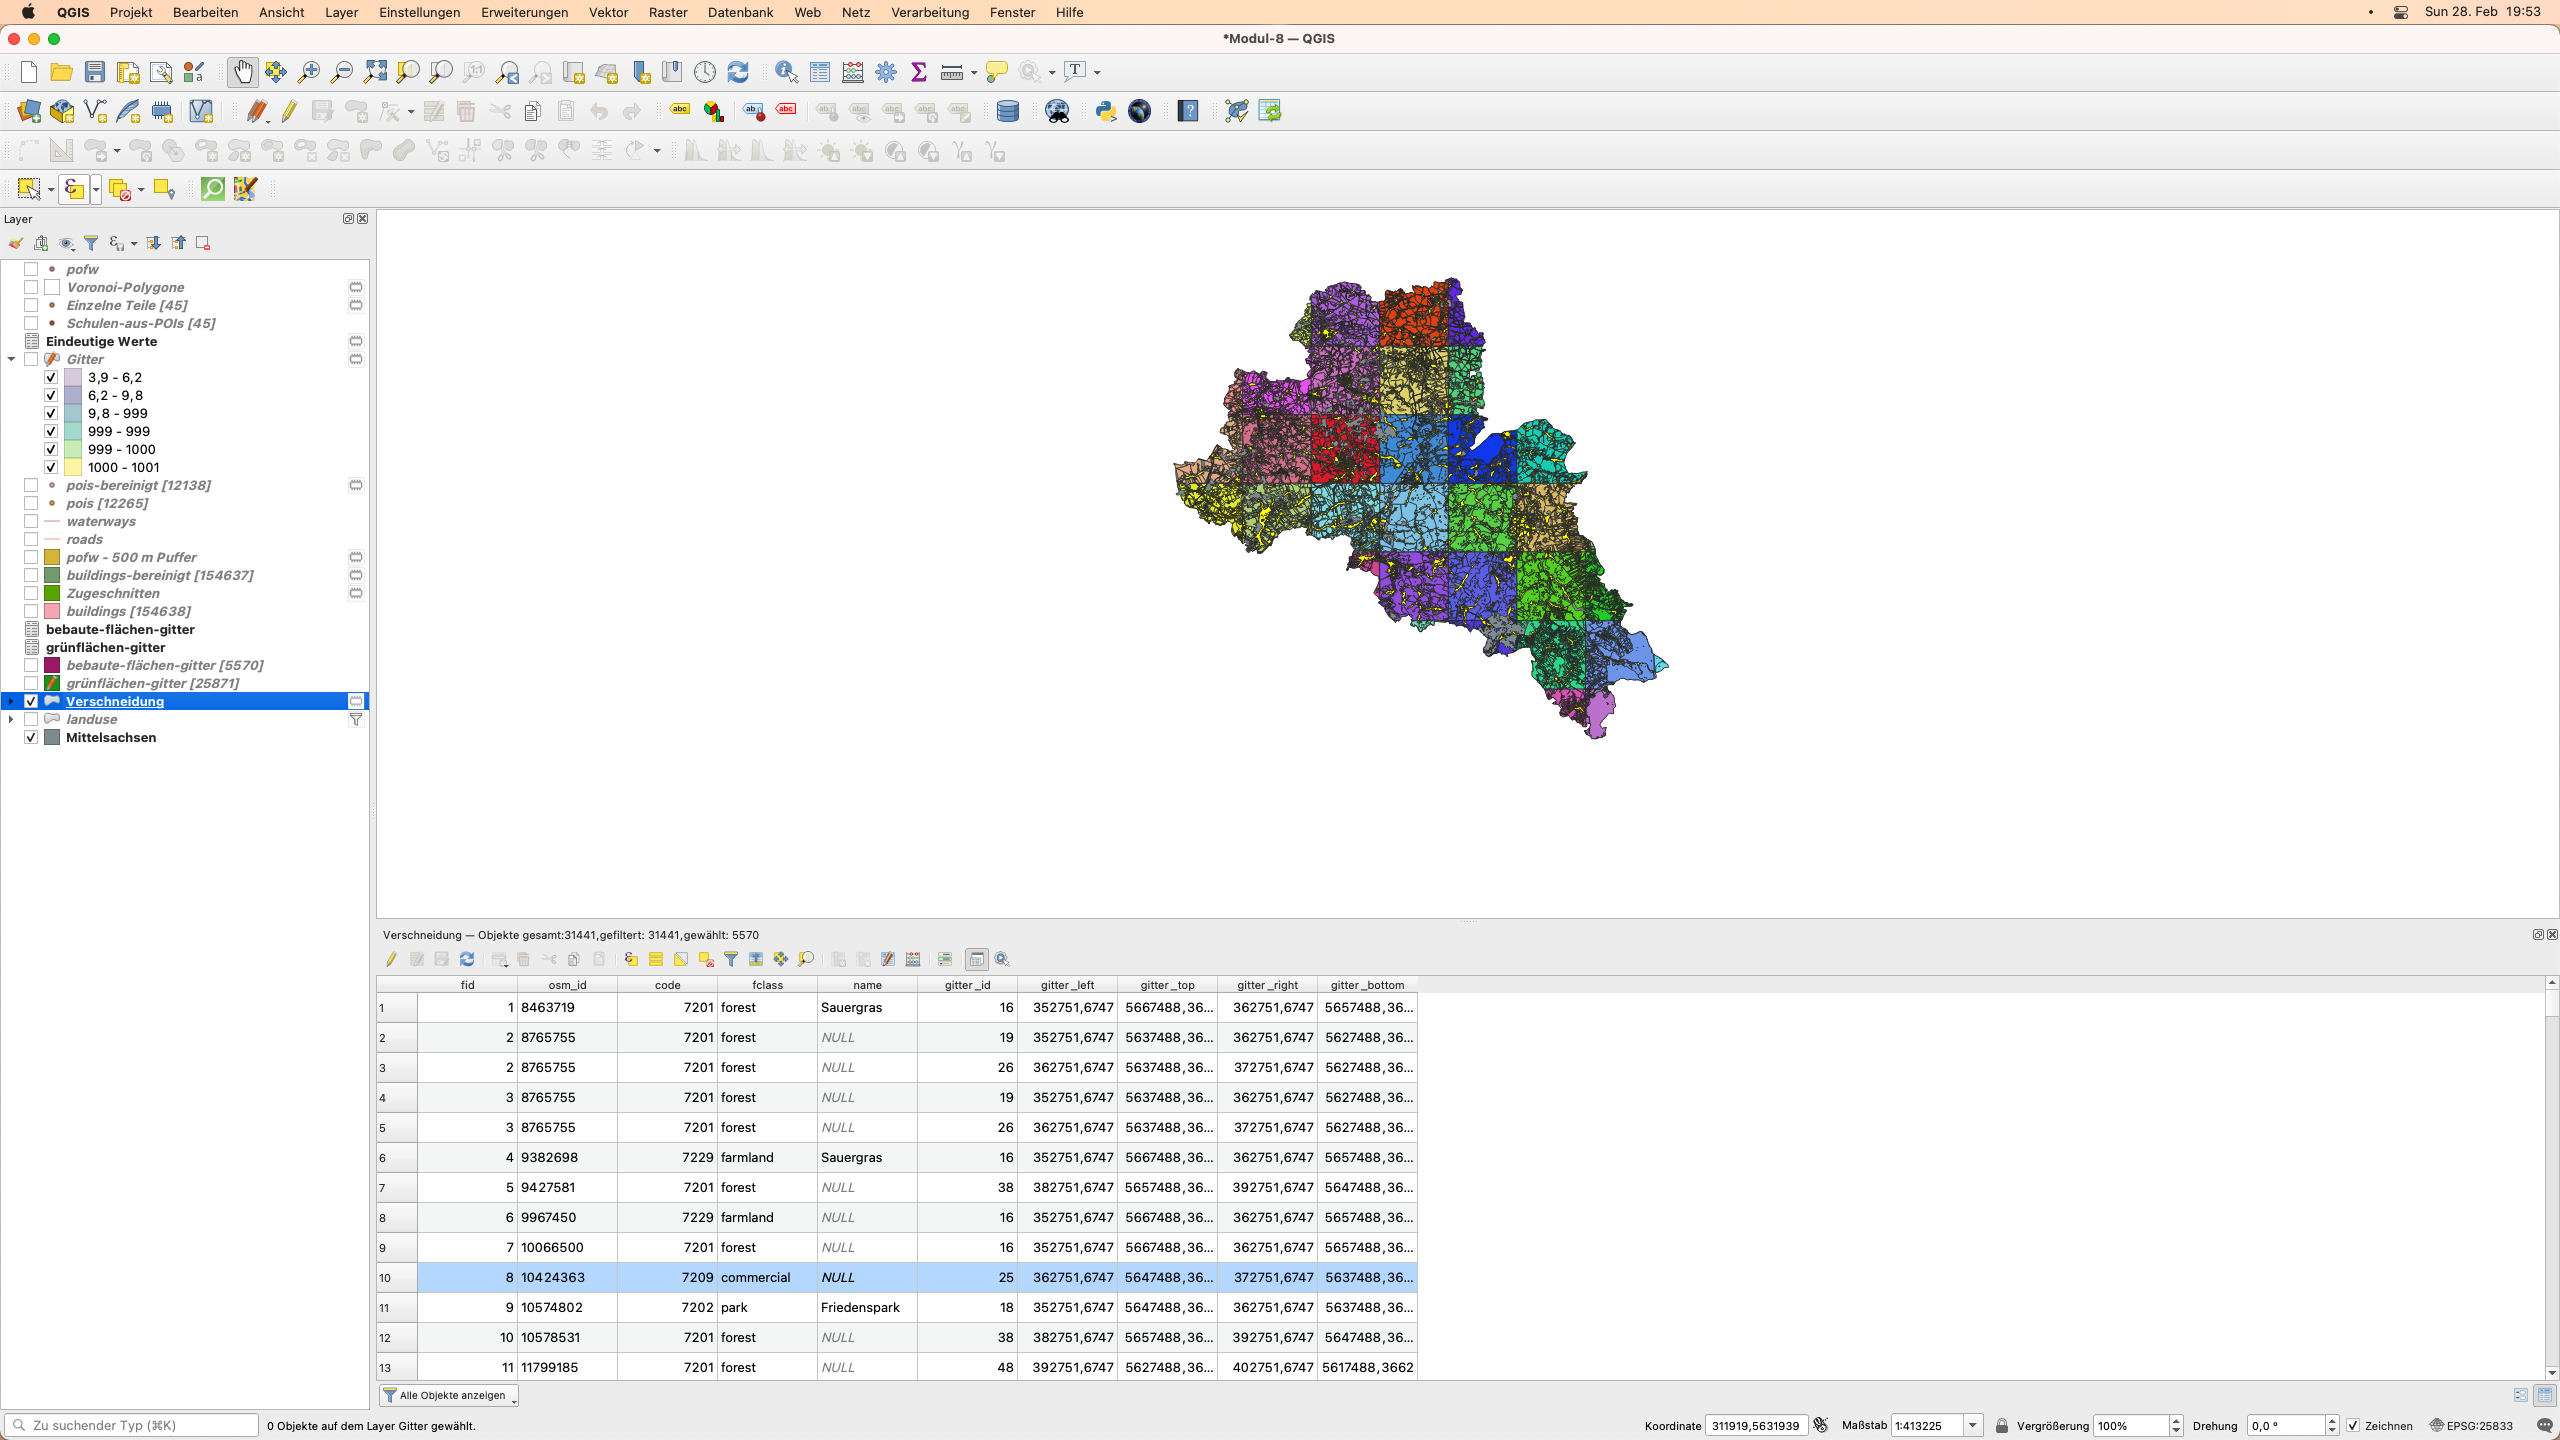 QGIS Projekt Bearbeiten Ansicht Layer Einstellungen Erweiterungen Vektor Raster Datenbank Web Netz Verarbeitung Fenster Hilfe Sun 28. Feb 19:53
*Modul-8 — QGIS
Layer
pofw
Voronoi-Polygone
Einzelne Teile [45]
Schulen-aus-POIs [45]
Eindeutige Werte
Gitter
3,9 - 6,2
6,2 - 9,8
9,8 - 999
999 - 999
999 - 1000
1000 - 1001
pois-bereinigt [12138]
pois [12265]
waterways
roads
pofw - 500 m Puffer
buildings-bereinigt [154637]
Zugeschnitten
buildings [154638]
bebaute-flächen-gitter
grünflächen-gitter
bebaute-flächen-gitter [5570]
grünflächen-gitter [25871]
Verschneidung
landuse
Mittelsachsen
Verschneidung — Objekte gesamt:31441,gefiltert: 31441,gewählt: 5570
fid osm_id code fclass name gitter_id gitter_left gitter_top gitter_right gitter_bottom
1 1 8463719 7201 forest Sauergras 16 352751,6747 5667488,36... 362751,6747 5657488,36...
2 2 8765755 7201 forest NULL 19 352751,6747 5637488,36... 362751,6747 5627488,36...
3 2 8765755 7201 forest NULL 26 362751,6747 5637488,36... 372751,6747 5627488,36...
4 3 8765755 7201 forest NULL 19 352751,6747 5637488,36... 362751,6747 5627488,36...
5 3 8765755 7201 forest NULL 26 362751,6747 5637488,36... 372751,6747 5627488,36...
6 4 9382698 7229 farmland Sauergras 16 352751,6747 5667488,36... 362751,6747 5657488,36...
7 5 9427581 7201 forest NULL 38 382751,6747 5657488,36... 392751,6747 5647488,36...
8 6 9967450 7229 farmland NULL 16 352751,6747 5667488,36... 362751,6747 5657488,36...
9 7 10066500 7201 forest NULL 16 352751,6747 5667488,36... 362751,6747 5657488,36...
10 8 10424363 7209 commercial NULL 25 362751,6747 5647488,36... 372751,6747 5637488,36...
11 9 10574802 7202 park Friedenspark 18 352751,6747 5647488,36... 362751,6747 5637488,36...
12 10 10578531 7201 forest NULL 38 382751,6747 5657488,36... 392751,6747 5647488,36...
13 11 11799185 7201 forest NULL 48 392751,6747 5627488,36... 402751,6747 5617488,3662
Alle Objekte anzeigen
Zu suchender Typ (⌘K) 0 Objekte auf dem Layer Gitter gewählt. Koordinate 311919,5631939 Maßstab 1:413225 Vergrößerung 100% Drehung 0,0 ° Zeichnen EPSG:25833